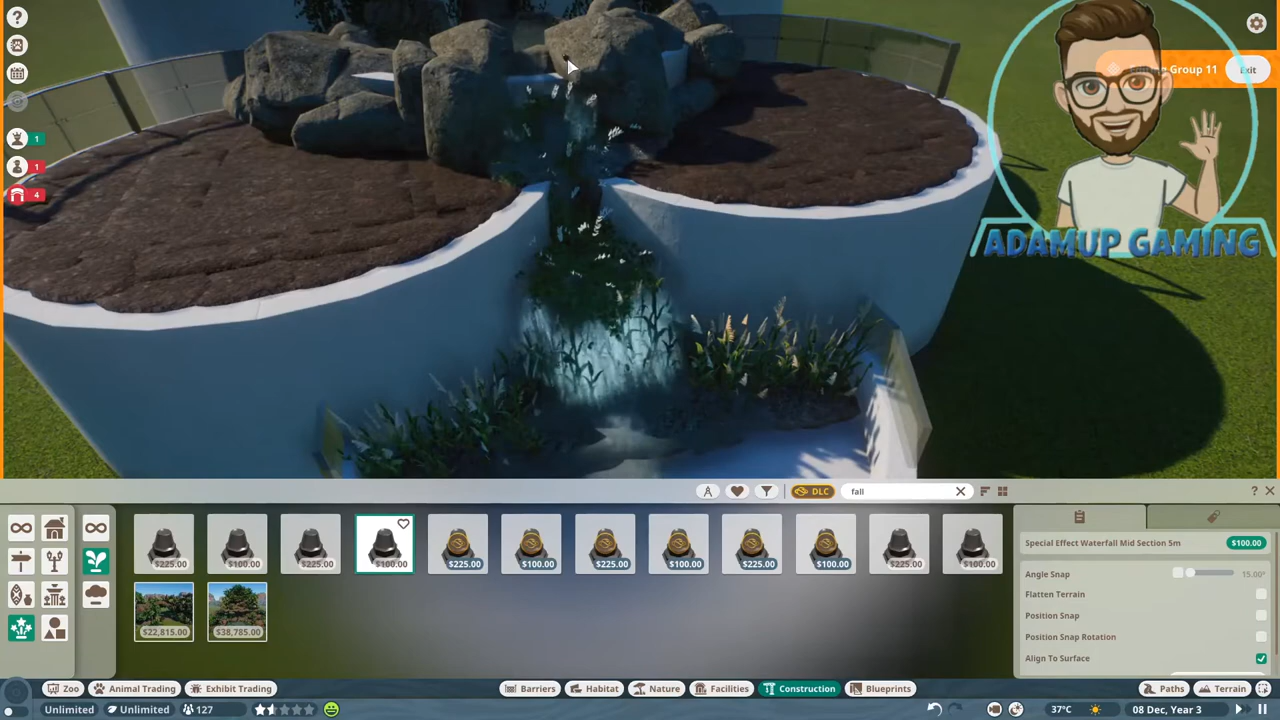 ?
Group 11
Exit
1
1
4
ADAMUP GAMING
DLC
fall
?
$225.00
$100.00
$225.00
$100.00
$225.00
$100.00
$225.00
$100.00
$225.00
$100.00
$225.00
$100.00
$22,815.00
$38,785.00
Special Effect Waterfall Mid Section 5m
$100.00
Angle Snap
15.00°
Flatten Terrain
Position Snap
Position Snap Rotation
Align To Surface
Zoo
Animal Trading
Exhibit Trading
Barriers
Habitat
Nature
Facilities
Construction
Blueprints
Paths
Terrain
Unlimited
Unlimited
127
37°C
08 Dec, Year 3